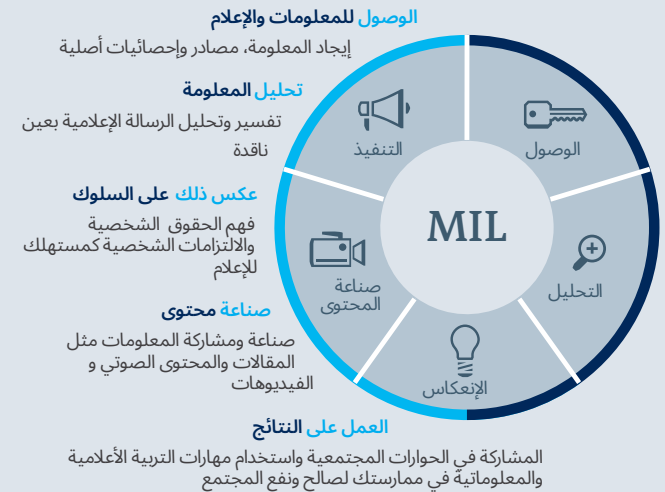 الوصول للمعلومات والإعلام
إيجاد المعلومة، مصادر وإحصائيات أصلية
تحليل المعلومة
تفسير وتحليل الرسالة الإعلامية بعين
ناقدة
عكس ذلك على السلوك
فهم الحقوق الشخصية
والالتزامات الشخصية كمستهلك
للإعلام
صناعة محتوى
صناعة ومشاركة المعلومات مثل
المقالات والمحتوى الصوتي و
الفيديوهات
العمل على النتائج
المشاركة في الحوارات المجتمعية واستخدام مهارات التربية الأعلامية
والمعلوماتية في ممارستك لصالح ونفع المجتمع
MIL
الوصول
التحليل
الإنعكاس
صناعة
المحتوى
التنفيذ